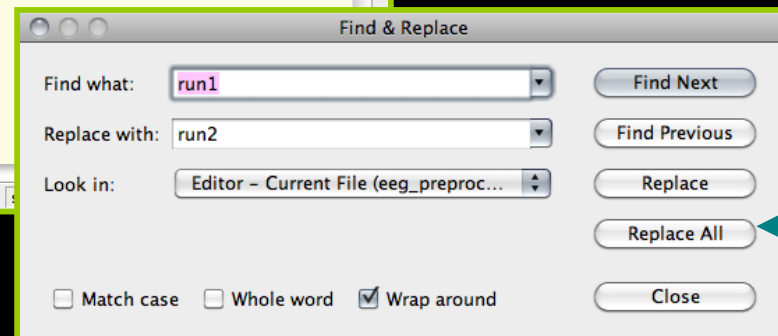 Find & Replace
Find what: run1 Find Next
Replace with: run2 Find Previous
Look in: Editor – Current File (eeg_preproc... Replace
Replace All
Match case Whole word Wrap around Close